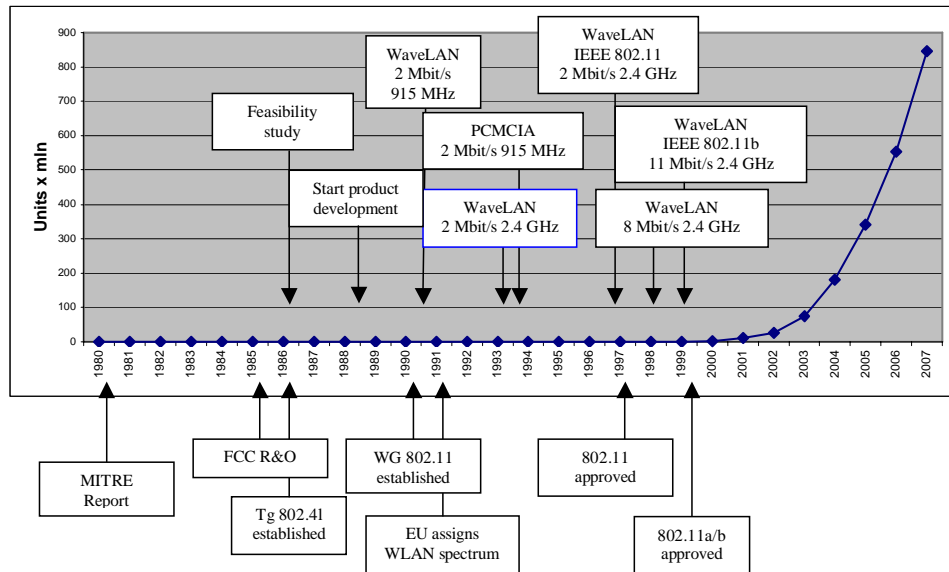 900
800
700
600
500
400
300
200
100
0
Units x mln
WaveLAN
2 Mbit/s
915 MHz
WaveLAN
IEEE 802.11
2 Mbit/s 2.4 GHz
Feasibility
study
PCMCIA
2 Mbit/s 915 MHz
WaveLAN
IEEE 802.11b
11 Mbit/s 2.4 GHz
Start product
development
WaveLAN
2 Mbit/s 2.4 GHz
WaveLAN
8 Mbit/s 2.4 GHz
1980
1981
1982
1983
1984
1985
1986
1987
1988
1989
1990
1991
1992
1993
1994
1995
1996
1997
1998
1999
2000
2001
2002
2003
2004
2005
2006
2007
MITRE
Report
FCC R&O
Tg 802.4l
established
WG 802.11
established
EU assigns
WLAN spectrum
802.11
approved
802.11a/b
approved